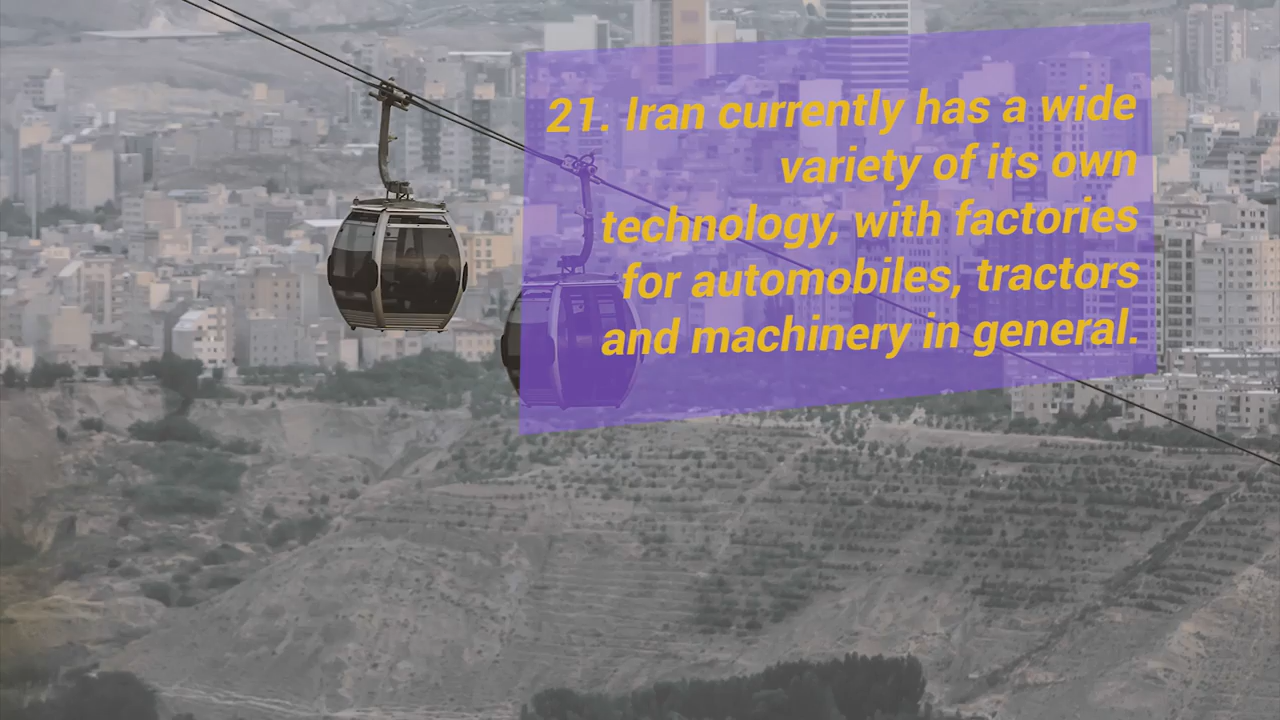 21. Iran currently has a wide
variety of its own
technology, with factories
for automobiles, tractors
and machinery in general.